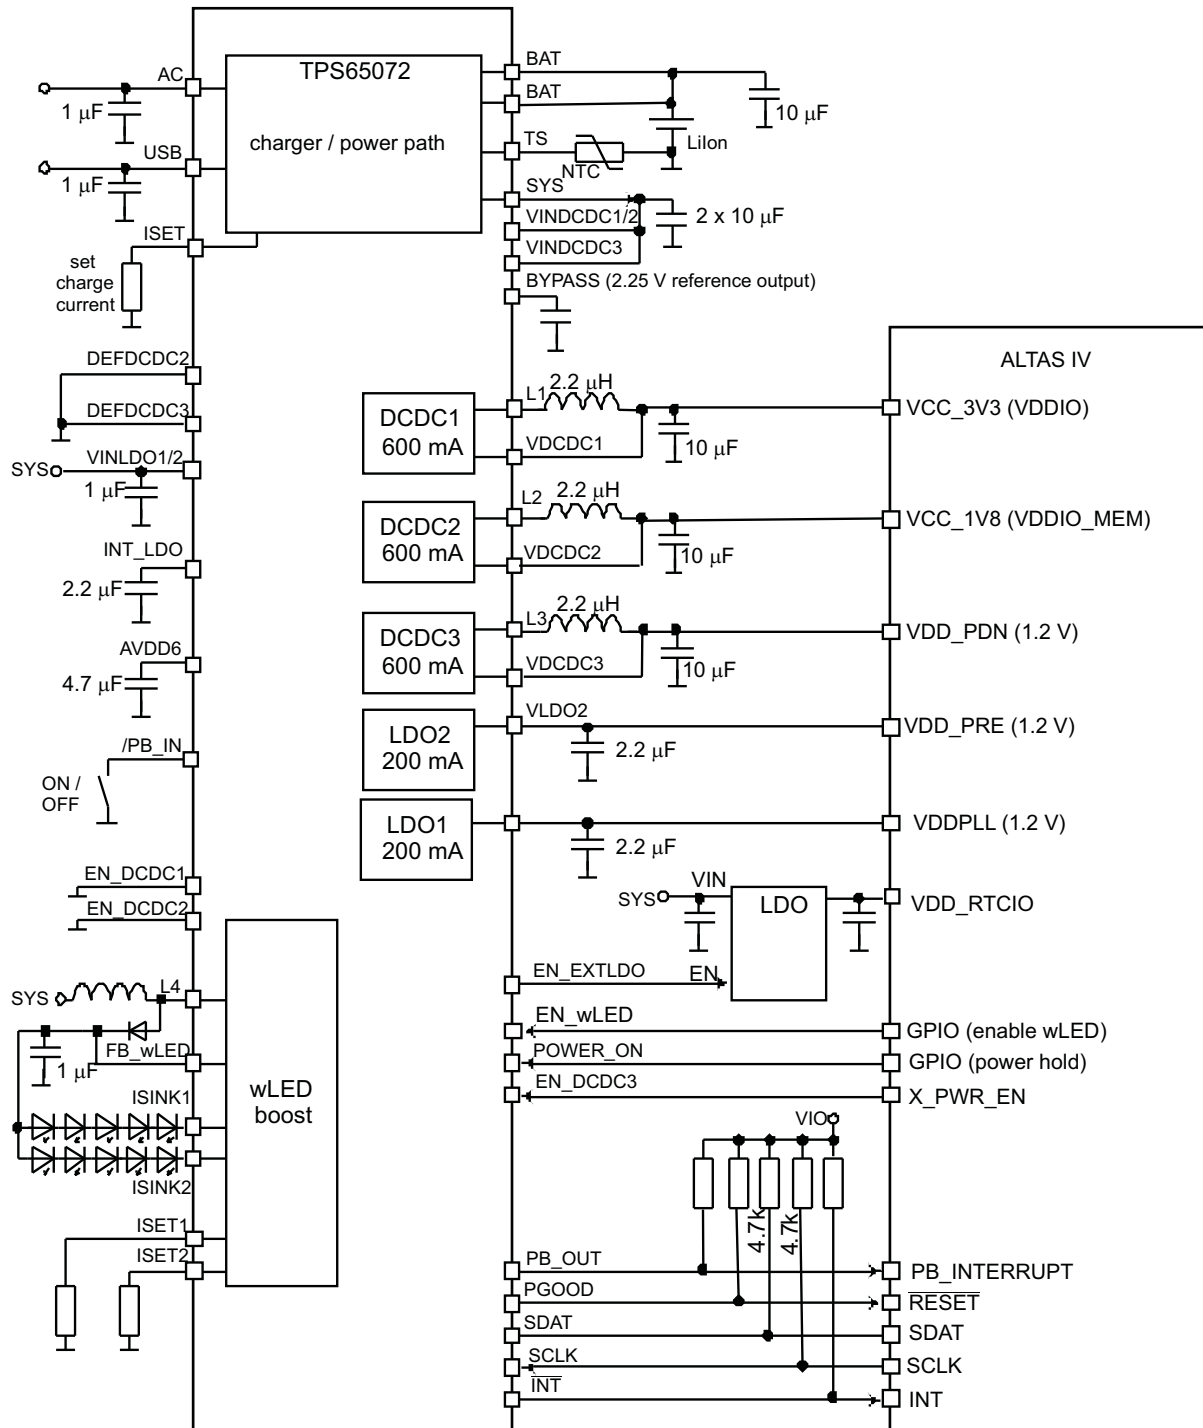 TPS65072
charger / power path
AC
1 μF
USB
1 μF
ISET
set
charge
current
BAT
BAT
10 μF
LiIon
TS
NTC
SYS
VINDCDC1/2
2 x 10 μF
VINDCDC3
BYPASS (2.25 V reference output)
DEFDCDC2
DEFDCDC3
SYS
VINLDO1/2
1 μF
INT_LDO
2.2 μF
AVDD6
4.7 μF
/PB_IN
ON /
OFF
EN_DCDC1
EN_DCDC2
SYS
L4
FB_wLED
1 μF
ISINK1
ISINK2
ISET1
ISET2
wLED
boost
DCDC1
600 mA
L1
2.2 μH
VDCDC1
10 μF
DCDC2
600 mA
L2
2.2 μH
VDCDC2
10 μF
DCDC3
600 mA
L3
2.2 μH
VDCDC3
10 μF
LDO2
200 mA
VLDO2
2.2 μF
LDO1
200 mA
2.2 μF
SYS
VIN
LDO
EN_EXTLDO
EN
EN_wLED
POWER_ON
EN_DCDC3
VIO
4.7k
4.7k
PB_OUT
PGOOD
SDAT
SCLK
INT
ALTAS IV
VCC_3V3 (VDDIO)
VCC_1V8 (VDDIO_MEM)
VDD_PDN (1.2 V)
VDD_PRE (1.2 V)
VDDPLL (1.2 V)
VDD_RTCIO
GPIO (enable wLED)
GPIO (power hold)
X_PWR_EN
PB_INTERRUPT
RESET
SDAT
SCLK
INT